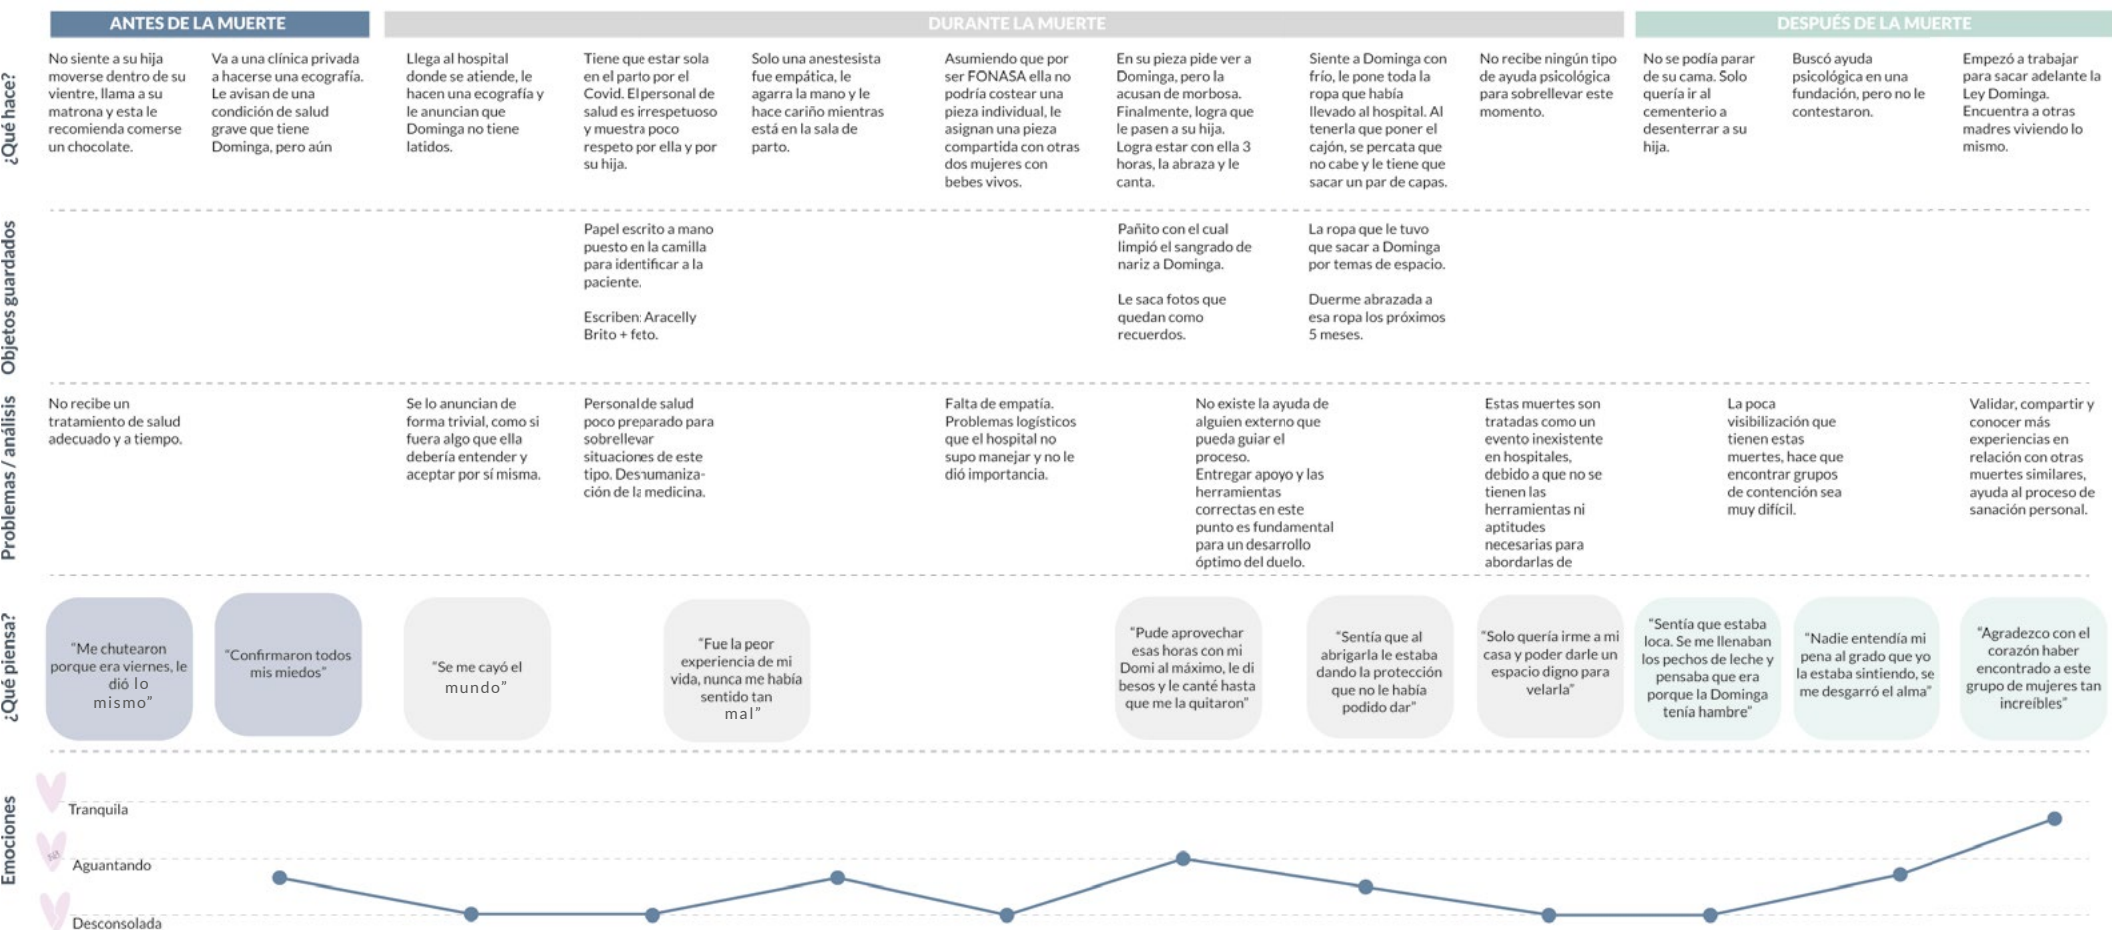 ANTES DE LA MUERTE
DURANTE LA MUERTE
DESPUÉS DE LA MUERTE
¿Qué hace?
No siente a su hija
moverse dentro de su
vientre, llama a su
matrona y esta le
recomienda comerse
un chocolate.
Va a una clínica privada
a hacerse una ecografía.
Le avisan de una
condición de salud
grave que tiene
Dominga, pero aún
Llega al hospital
donde se atiende, le
hacen una ecografía y
le anuncian que
Dominga no tiene
latidos.
Tiene que estar sola
en el parto por el
Covid. El personal de
salud es irrespetuoso
y muestra poco
respeto por ella y por
su hija.
Solo una anestesista
fue empática, le
agarra la mano y le
hace cariño mientras
está en la sala de
parto.
Asumiendo que por
ser FONASA ella no
podría costear una
pieza individual, le
asignan una pieza
compartida con otras
dos mujeres con
bebes vivos.
En su pieza pide ver a
Dominga, pero la
acusan de morbosa.
Finalmente, logra que
le pasen a su hija.
Logra estar con ella 3
horas, la abraza y le
canta.
Siente a Dominga con
frío, le pone toda la
ropa que había
llevado al hospital. Al
tenerla que poner el
cajón, se percata que
no cabe y le tiene que
sacar un par de capas.
No recibe ningún tipo
de ayuda psicológica
para sobrellevar este
momento.
No se podía parar
de su cama. Solo
quería ir al
cementerio a
desenterrar a su
hija.
Buscó ayuda
psicológica en una
fundación, pero no le
contestaron.
Empezó a trabajar
para sacar adelante la
Ley Dominga.
Encuentra a otras
madres viviendo lo
mismo.
Objetos guardados
Papel escrito a mano
puesto en la camilla
para identificar a la
paciente.
Escriben: Aracelly
Brito + feto.
Pañito con el cual
limpió el sangrado de
nariz a Dominga.
Le saca fotos que
quedan como
recuerdos.
La ropa que le tuvo
que sacar a Dominga
por temas de espacio.
Duerme abrazada a
esa ropa los próximos
5 meses.
Problemas / análisis
No recibe un
tratamiento de salud
adecuado y a tiempo.
Se lo anuncian de
forma trivial, como si
fuera algo que ella
debería entender y
aceptar por sí misma.
Personal de salud
poco preparado para
sobrellevar
situaciones de este
tipo. Deshumaniza-
ción de la medicina.
Falta de empatía.
Problemas logísticos
que el hospital no
supo manejar y no le
dió importancia.
No existe la ayuda de
alguien externo que
pueda guiar el
proceso.
Entregar apoyo y las
herramientas
correctas en este
punto es fundamental
para un desarrollo
óptimo del duelo.
Estas muertes son
tratadas como un
evento inexistente
en hospitales,
debido a que no se
tienen las
herramientas ni
aptitudes
necesarias para
abordarlas de
La poca
visibilización que
tienen estas
muertes, hace que
encontrar grupos
de contención sea
muy difícil.
Validar, compartir y
conocer más
experiencias en
relación con otras
muertes similares,
ayuda al proceso de
sanación personal.
¿Qué piensa?
"Me chutearon
porque era viernes, le
dió lo
mismo"
"Confirmaron todos
mis miedos"
"Se me cayó el
mundo"
"Fue la peor
experiencia de mi
vida, nunca me había
sentido tan
mal"
"Pude aprovechar
esas horas con mi
Domi al máximo, le di
besos y le canté hasta
que me la quitaron"
"Sentía que al
abrigarla le estaba
dando la protección
que no le había
podido dar"
"Solo quería irme a mi
casa y poder darle un
espacio digno para
velarla"
"Sentía que estaba
loca. Se me llenaban
los pechos de leche y
pensaba que era
porque la Dominga
tenía hambre"
"Nadie entendía mi
pena al grado que yo
la estaba sintiendo, se
me desgarró el alma"
"Agradezco con el
corazón haber
encontrado a este
grupo de mujeres tan
increíbles"
Emociones
Tranquila
Aguantando
Desconsolada